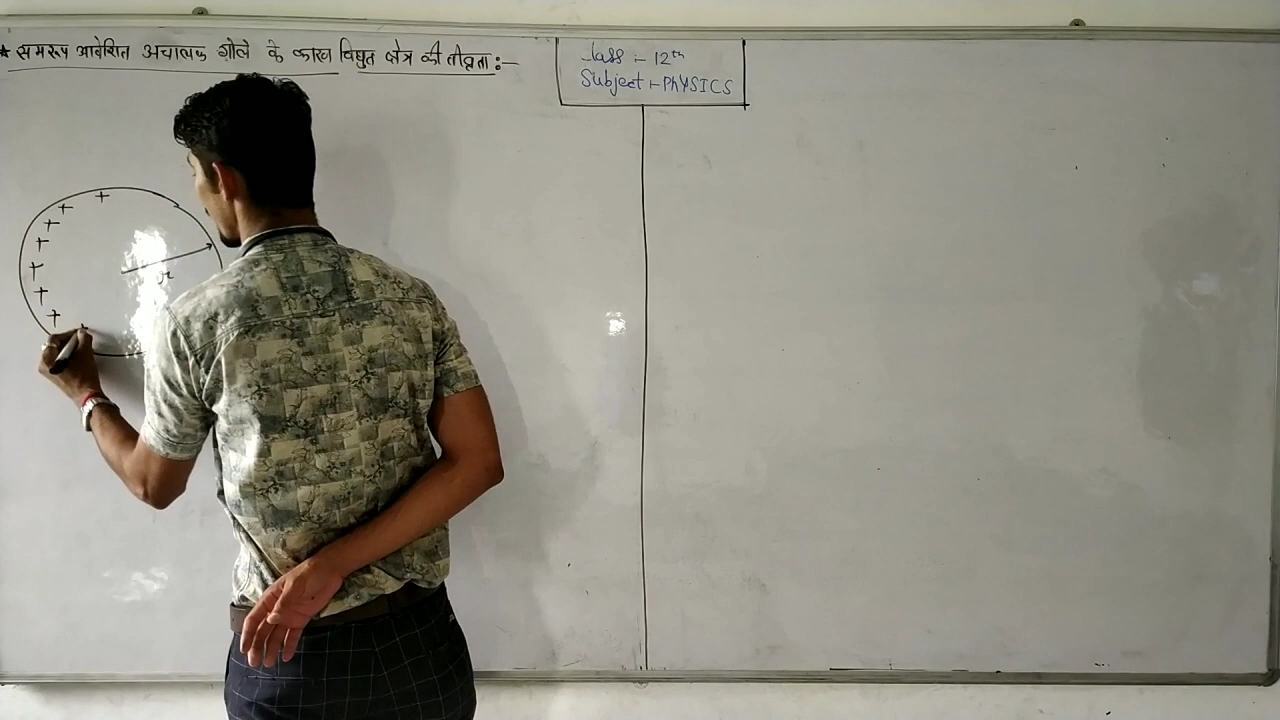 ★ समरूप आवेशित अचालक गोले के कारण विद्युत क्षेत्र की तीव्रता :-
Class :- 12th
Subject :- PHYSICS
+ + + + + + + + +
r